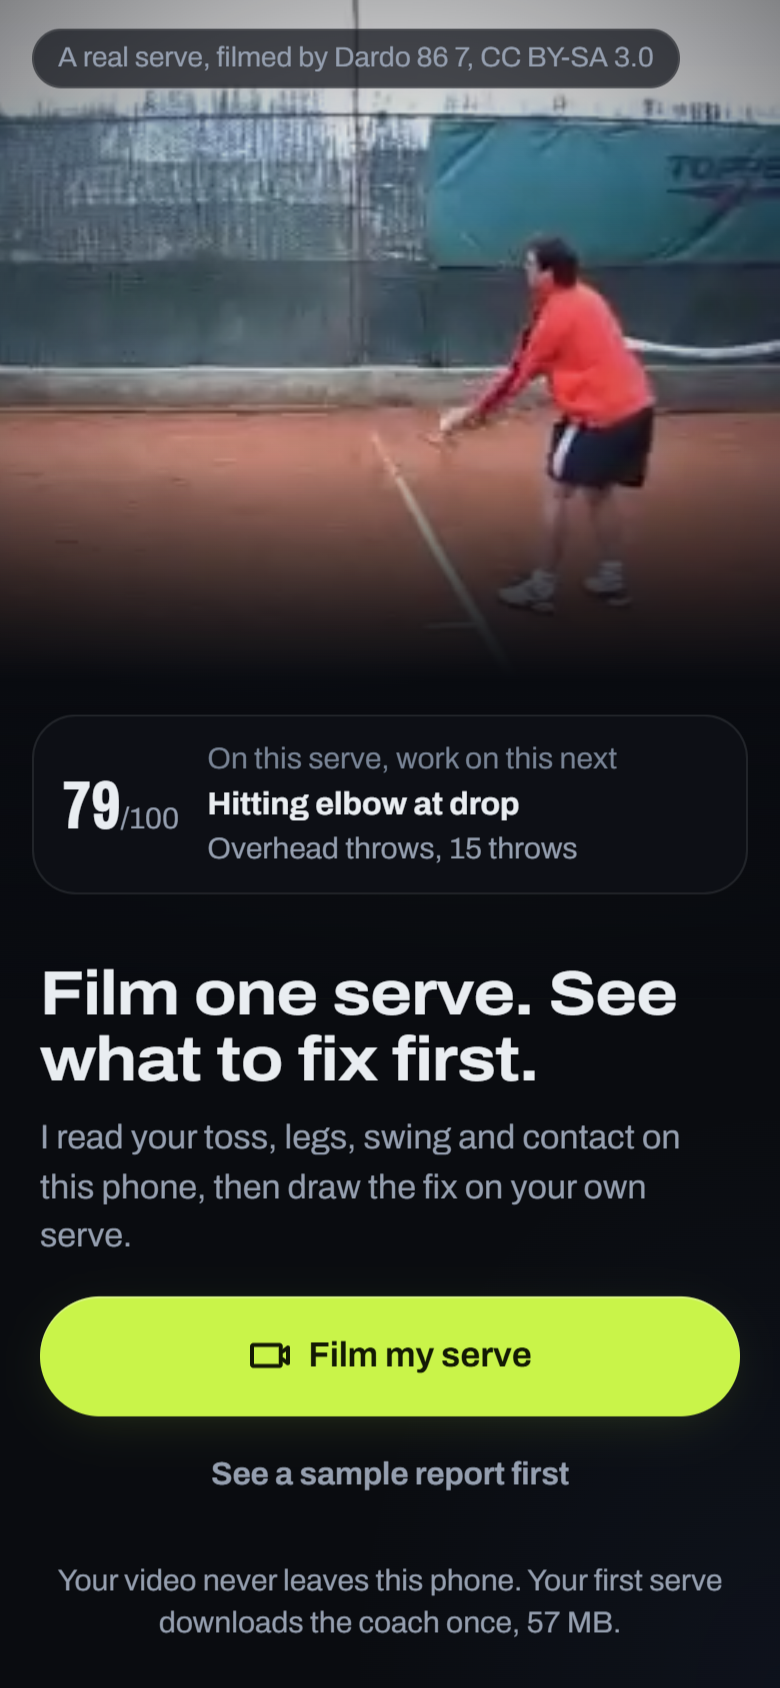 A real serve, filmed by Dardo 86 7, CC BY-SA 3.0
79/100
On this serve, work on this next
Hitting elbow at drop
Overhead throws, 15 throws
Film one serve. See
what to fix first.
I read your toss, legs, swing and contact on
this phone, then draw the fix on your own
serve.
Film my serve
See a sample report first
Your video never leaves this phone. Your first serve
downloads the coach once, 57 MB.